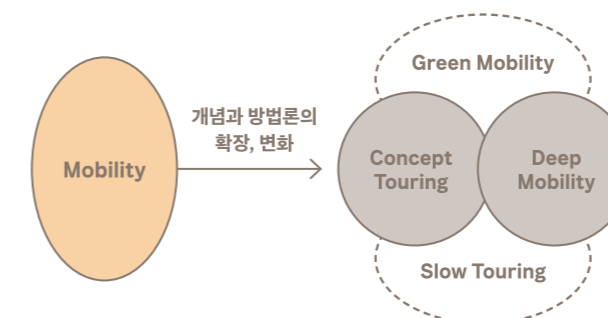 Mobility
개념과 방법론의
확장, 변화
Green Mobility
Concept
Touring
Deep
Mobility
Slow Touring